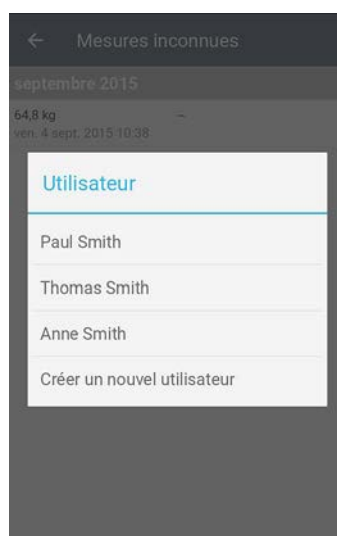 Mesures inconnues
septembre 2015
64,8 kg --
ven. 4 sept. 2015 10:38
Utilisateur
Paul Smith
Thomas Smith
Anne Smith
Créer un nouvel utilisateur